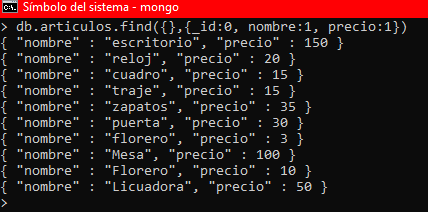 Símbolo del sistema - mongo
> db.articulos.find({},{_id:0, nombre:1, precio:1})
{ "nombre" : "escritorio", "precio" : 150 }
{ "nombre" : "reloj", "precio" : 20 }
{ "nombre" : "cuadro", "precio" : 15 }
{ "nombre" : "traje", "precio" : 15 }
{ "nombre" : "zapatos", "precio" : 35 }
{ "nombre" : "puerta", "precio" : 30 }
{ "nombre" : "florero", "precio" : 3 }
{ "nombre" : "Mesa", "precio" : 100 }
{ "nombre" : "Florero", "precio" : 10 }
{ "nombre" : "Licuadora", "precio" : 50 }
>